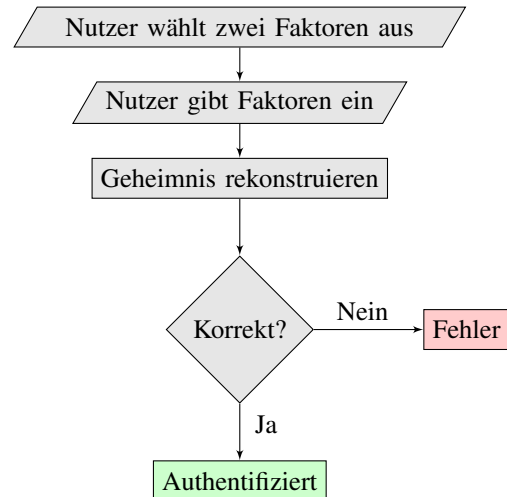 Nutzer wählt zwei Faktoren aus
Nutzer gibt Faktoren ein
Geheimnis rekonstruieren
Korrekt?
Nein
Fehler
Ja
Authentifiziert